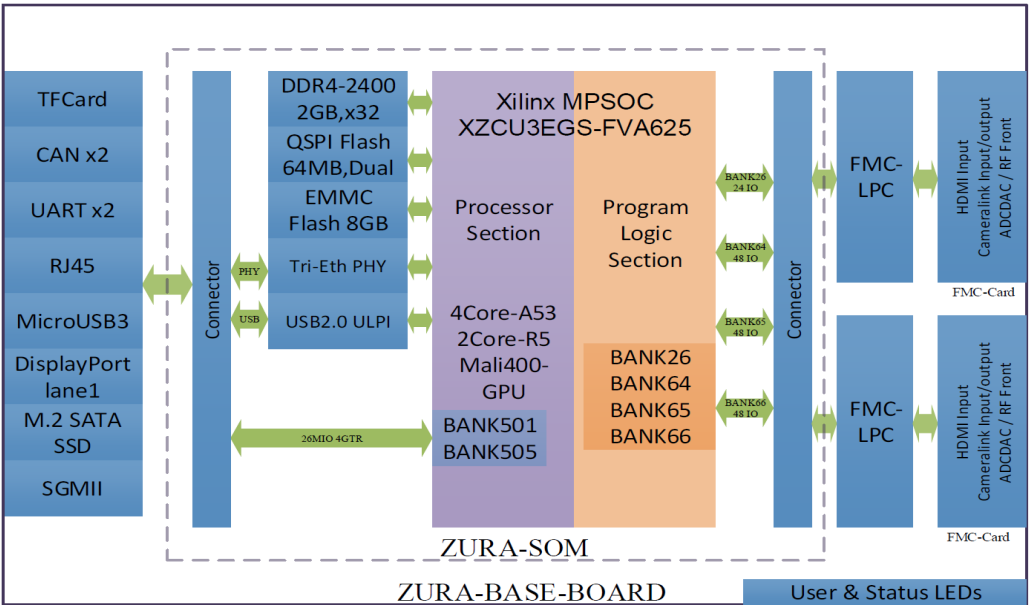 TFCard
CAN x2
UART x2
RJ45
MicroUSB3
DisplayPort
lane1
M.2 SATA
SSD
SGMII
Connector
DDR4-2400
2GB,x32
QSPI Flash
64MB,Dual
EMMC
Flash 8GB
Tri-Eth PHY
USB2.0 ULPI
PHY
USB
26MIO 4GTR
Xilinx MPSOC
XZCU3EGS-FVA625
Processor
Section
4Core-A53
2Core-R5
Mali400-
GPU
BANK501
BANK505
Program
Logic
Section
BANK26
BANK64
BANK65
BANK66
BANK26
24 IO
BANK64
48 IO
BANK65
48 IO
BANK66
48 IO
Connector
FMC-
LPC
HDMI Input
Cameralink Input/output
ADCDAC / RF Front
FMC-Card
FMC-
LPC
HDMI Input
Cameralink Input/output
ADCDAC / RF Front
FMC-Card
ZURA-SOM
ZURA-BASE-BOARD
User & Status LEDs